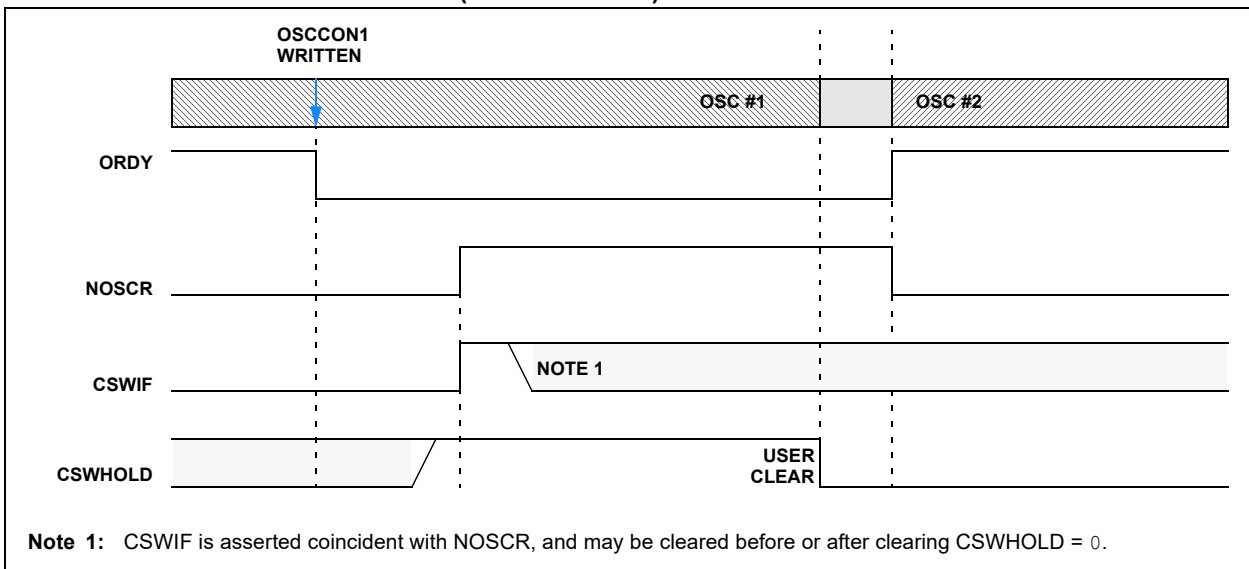 OSCCON1
WRITTEN
OSC #1
OSC #2
ORDY
NOSCR
CSWIF
NOTE 1
CSWHOLD
USER
CLEAR
Note 1: CSWIF is asserted coincident with NOSCR, and may be cleared before or after clearing CSWHOLD = 0.